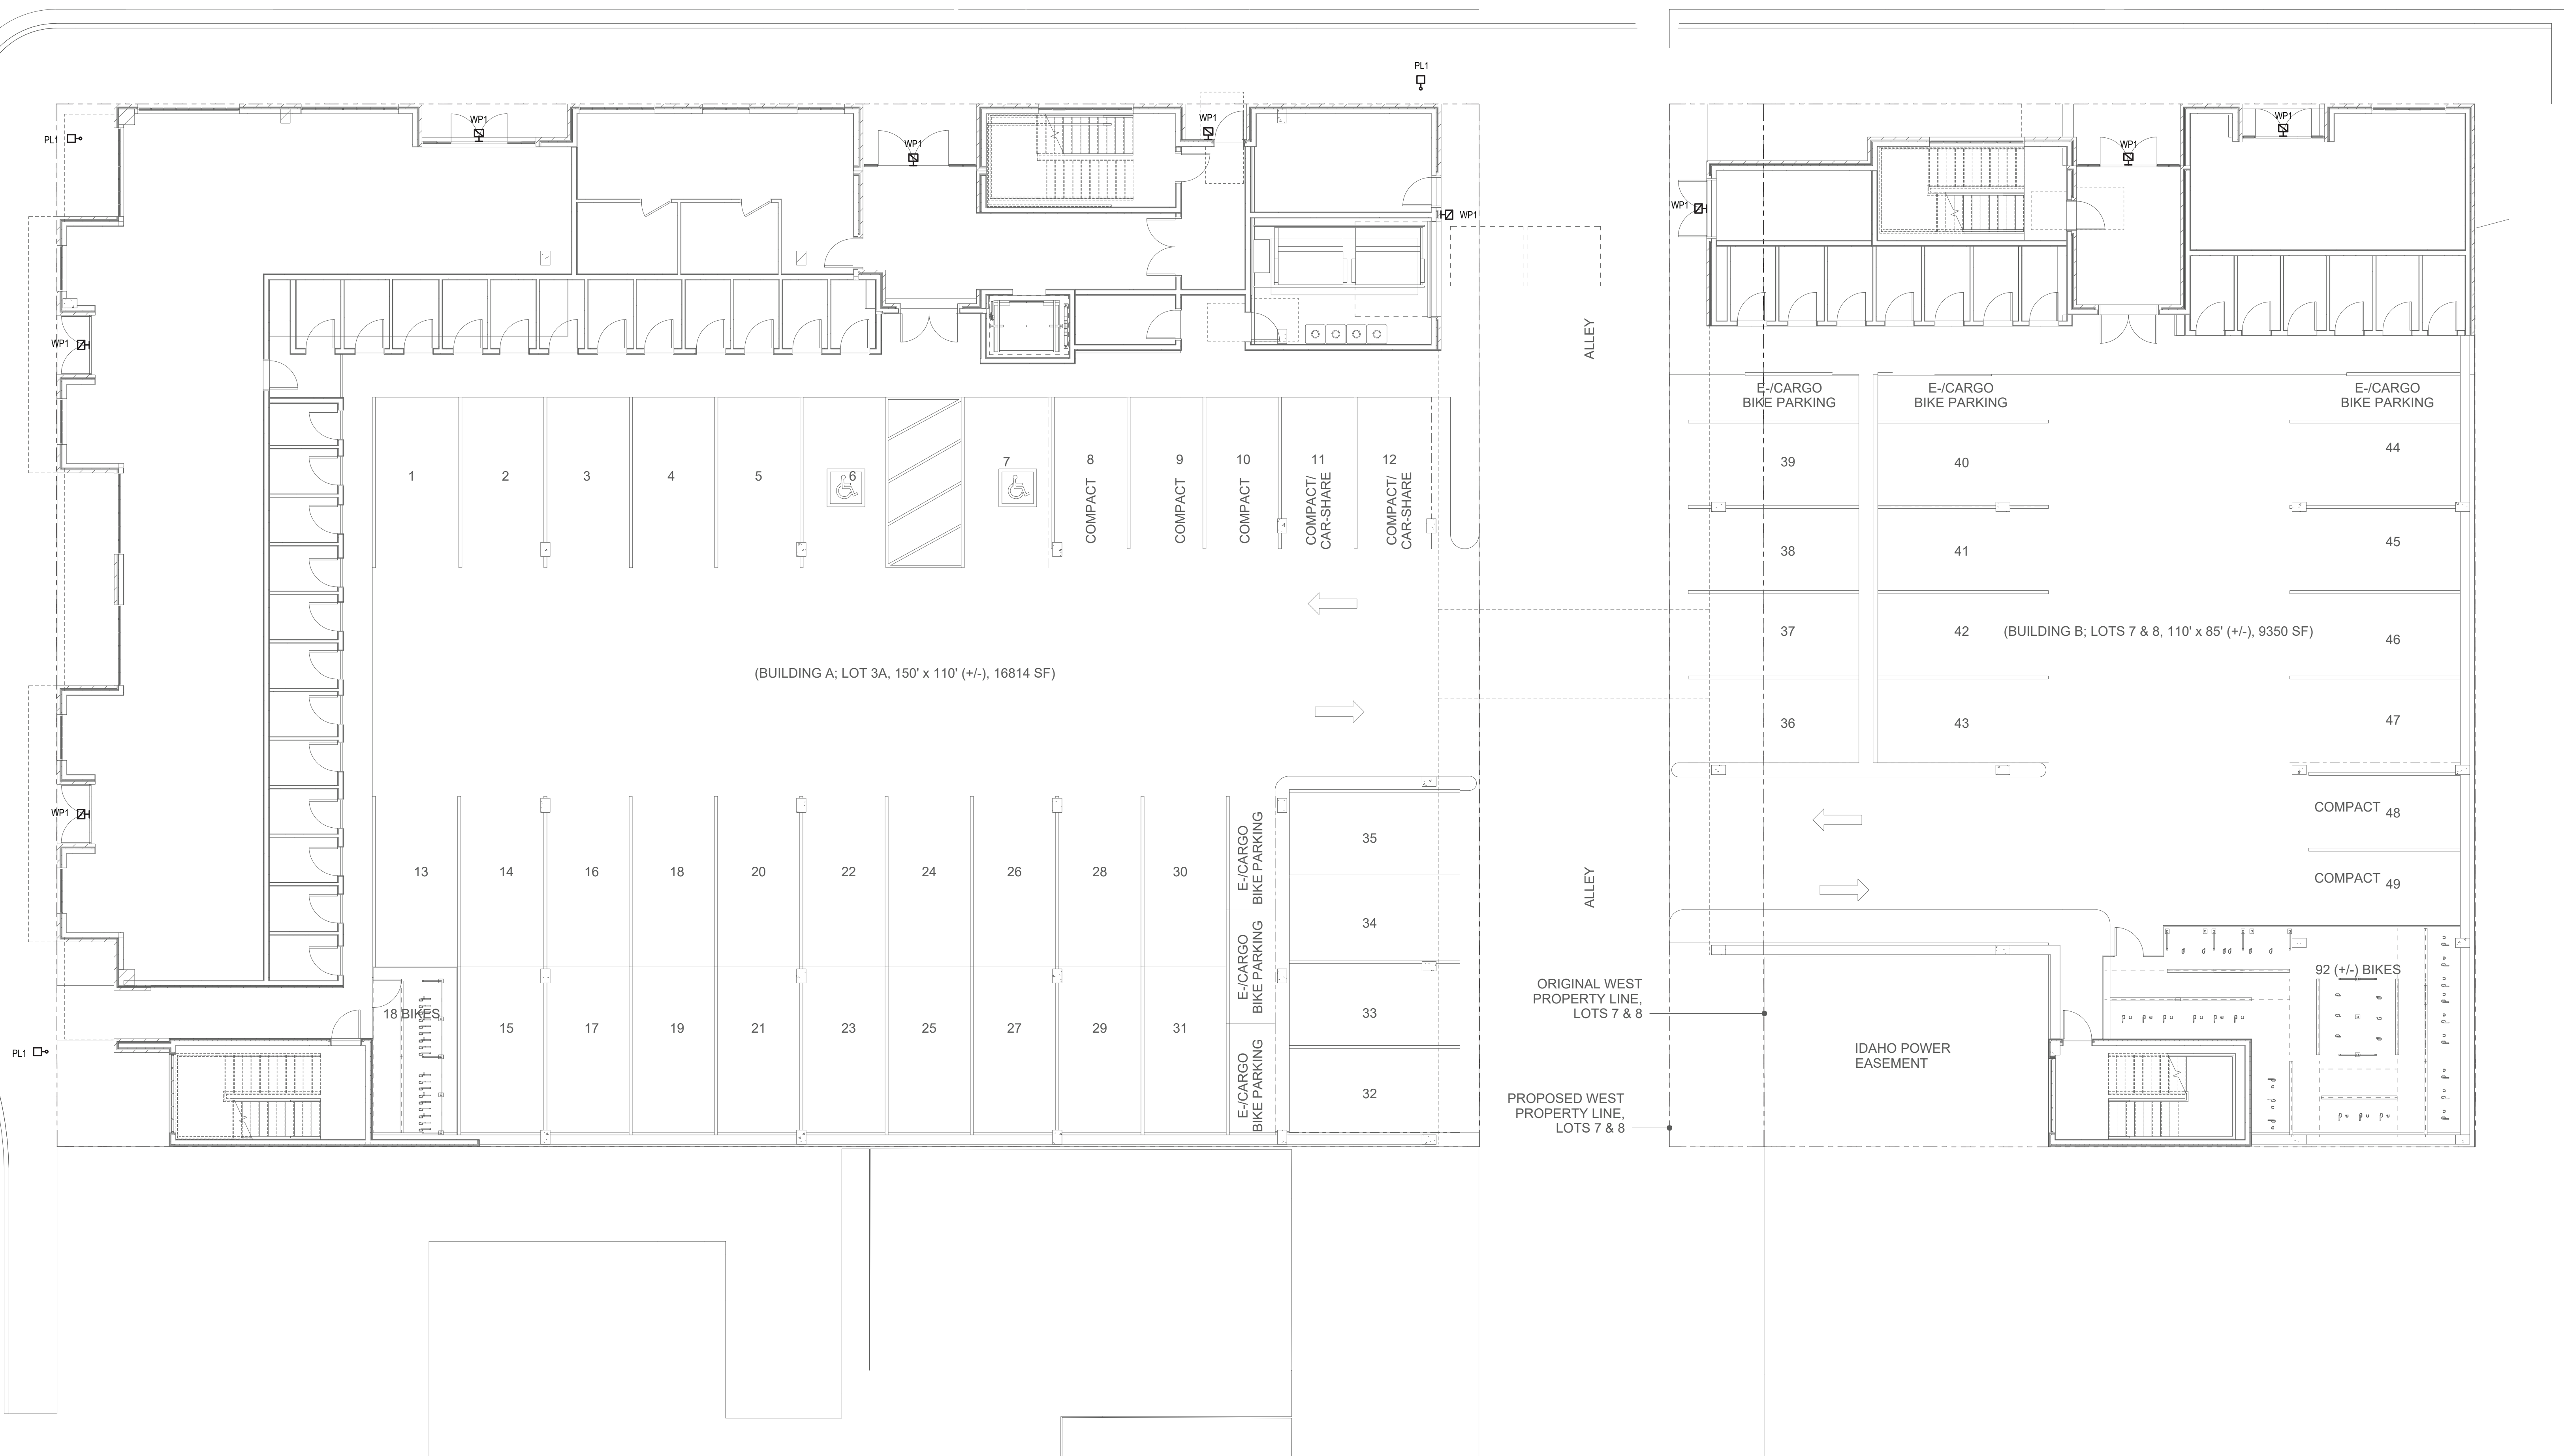 PL1
PL1
WP1
WP1
WP1
WP1
WP1
WP1
WP1
WP1
WP1
WP1
PL1
ALLEY
E-/CARGO
BIKE PARKING
E-/CARGO
BIKE PARKING
E-/CARGO
BIKE PARKING
1
2
3
4
5
6
7
8
COMPACT
9
COMPACT
10
COMPACT
11
COMPACT/
CAR-SHARE
12
COMPACT/
CAR-SHARE
39
40
44
38
41
45
37
42
(BUILDING B; LOTS 7 & 8, 110' x 85' (+/-), 9350 SF)
46
(BUILDING A; LOT 3A, 150' x 110' (+/-), 16814 SF)
36
43
47
COMPACT 48
COMPACT 49
13
14
16
18
20
22
24
26
28
30
E-/CARGO
BIKE PARKING
35
ALLEY
34
E-/CARGO
BIKE PARKING
33
18 BIKES
15
17
19
21
23
25
27
29
31
E-/CARGO
BIKE PARKING
32
92 (+/-) BIKES
ORIGINAL WEST
PROPERTY LINE,
LOTS 7 & 8
IDAHO POWER
EASEMENT
PROPOSED WEST
PROPERTY LINE,
LOTS 7 & 8